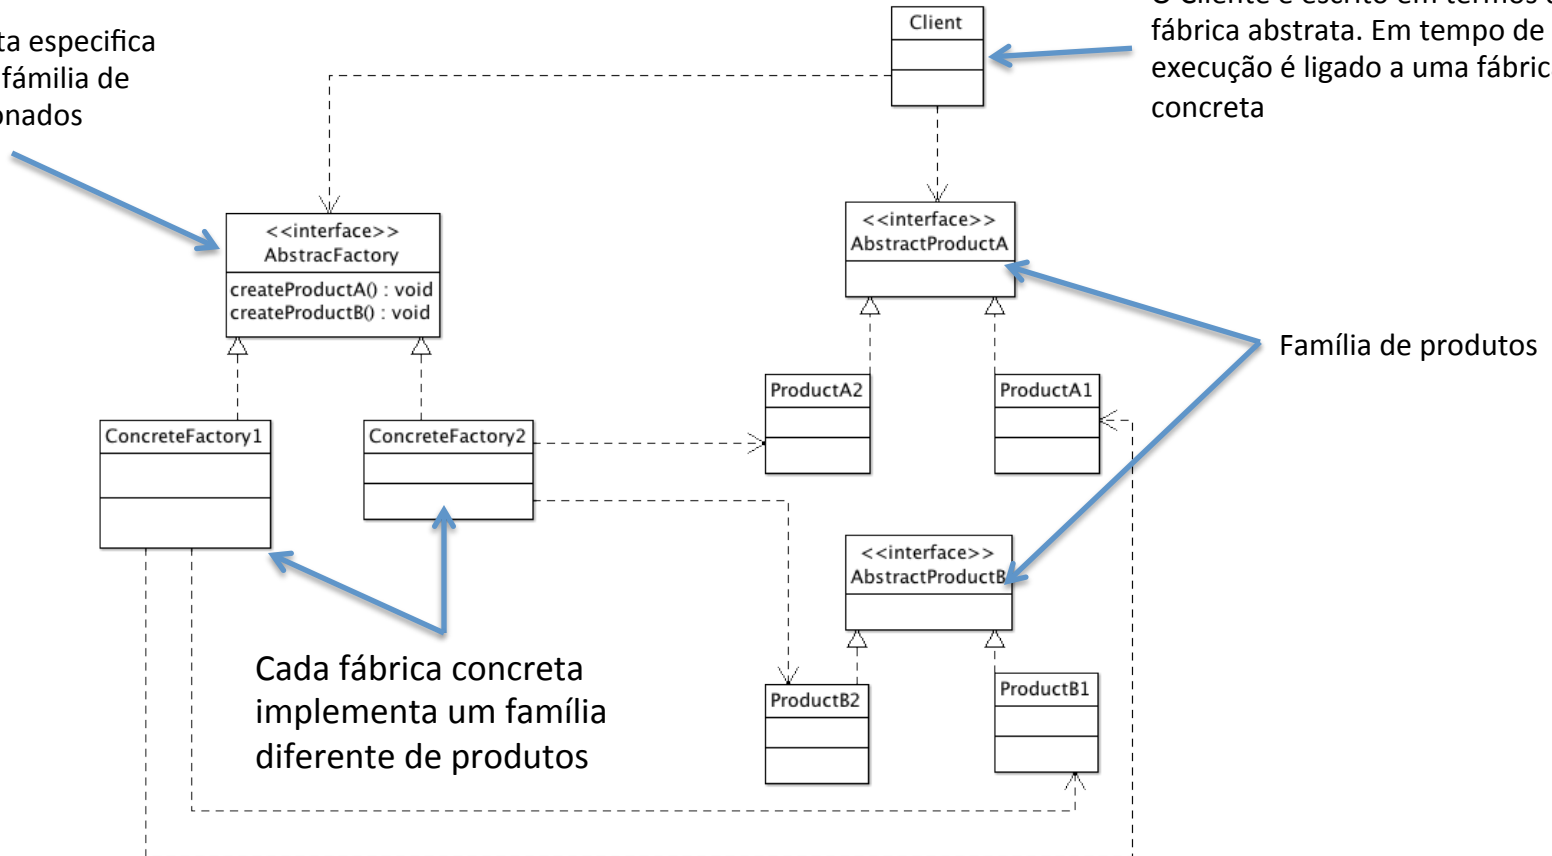 ta especifica
fámilia de
onados
Client
fábrica abstrata. Em tempo de
execução é ligado a uma fábric
concreta
<<interface>>
AbstracFactory
createProductA() : void
createProductB() : void
<<interface>>
AbstractProductA
Família de produtos
ProductA2
ProductA1
ConcreteFactory1
ConcreteFactory2
<<interface>>
AbstractProductB
Cada fábrica concreta
implementa um família
diferente de produtos
ProductB2
ProductB1